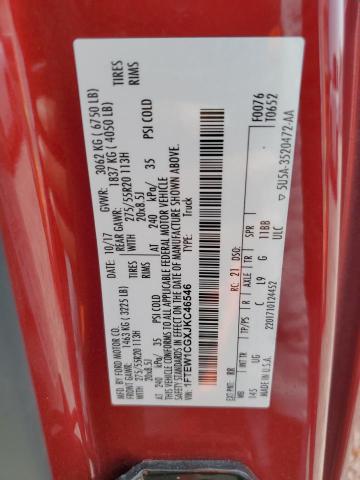 MFD. BY FORD MOTOR CO.
DATE: 10/17 GVWR: 3062 KG ( 6750 LB)
FRONT GAWR: 1463 KG ( 3225 LB) REAR GAWR: 1837 KG ( 4050 LB)
275/55R20 113H 275/55R20 113H TIRES
20x8.5J 20x8.5J RIMS
AT 240 kPa/ 35 PSI COLD AT 240 kPa/ 35 PSI COLD
THIS VEHICLE CONFORMS TO ALL APPLICABLE FEDERAL MOTOR
VEHICLE SAFETY STANDARDS IN EFFECT ON THE DATE
OF MANUFACTURE SHOWN ABOVE.
VIN: 1FTEW1CGXJKC46546
TYPE: Truck
F0076
T0652
EXT PNT: RR RC: 21 DSO:
WB INT TR TP/PS R AXLE TR SPR
145 UG C L9 G 11BB
ULC
MADE IN U.S.A. 2201710124452
5U5A-3520472-AA
TIRES
RIMS